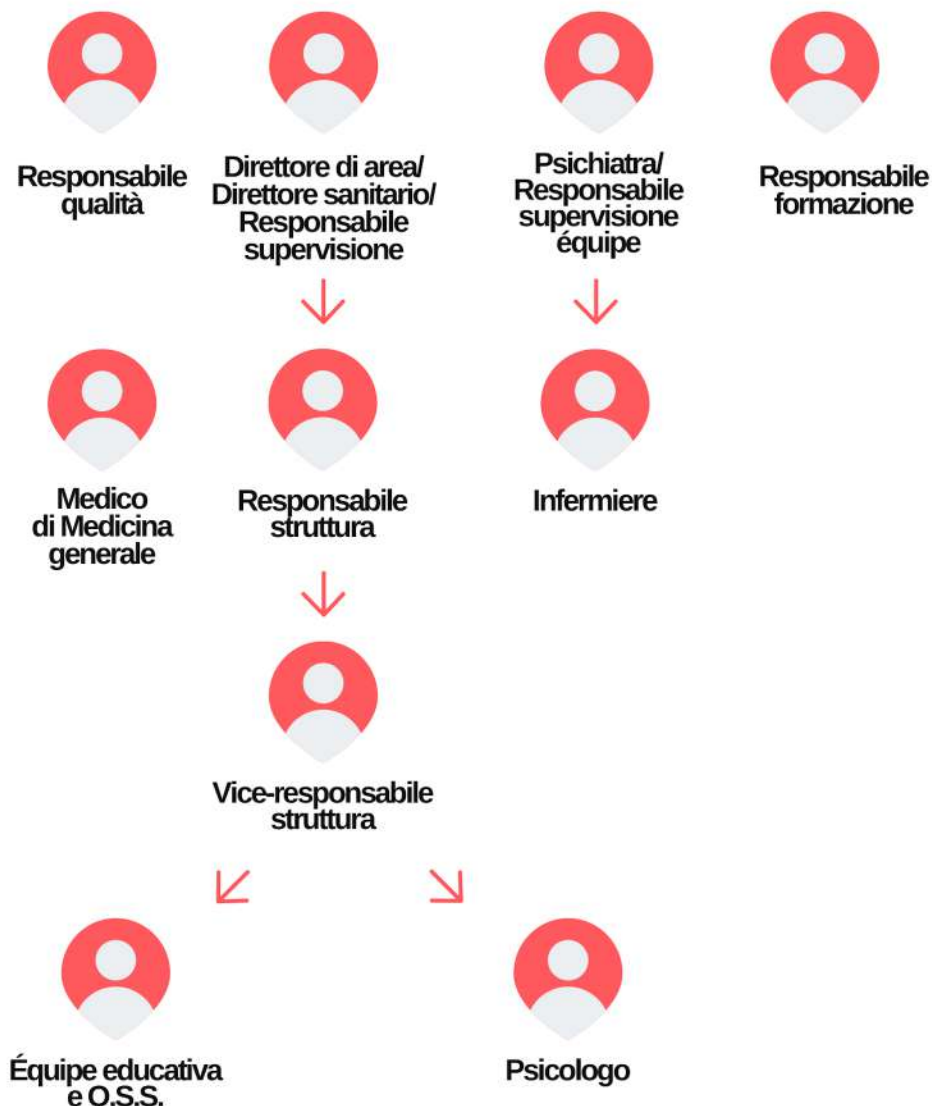 Responsabile
qualità
Direttore di area/
Direttore sanitario/
Responsabile
supervisione
Psichiatra/
Responsabile
supervisione
équipe
Responsabile
formazione
Medico
di Medicina
generale
Responsabile
struttura
Infermiere
Vice-responsabile
struttura
Équipe educativa
e O.S.S.
Psicologo